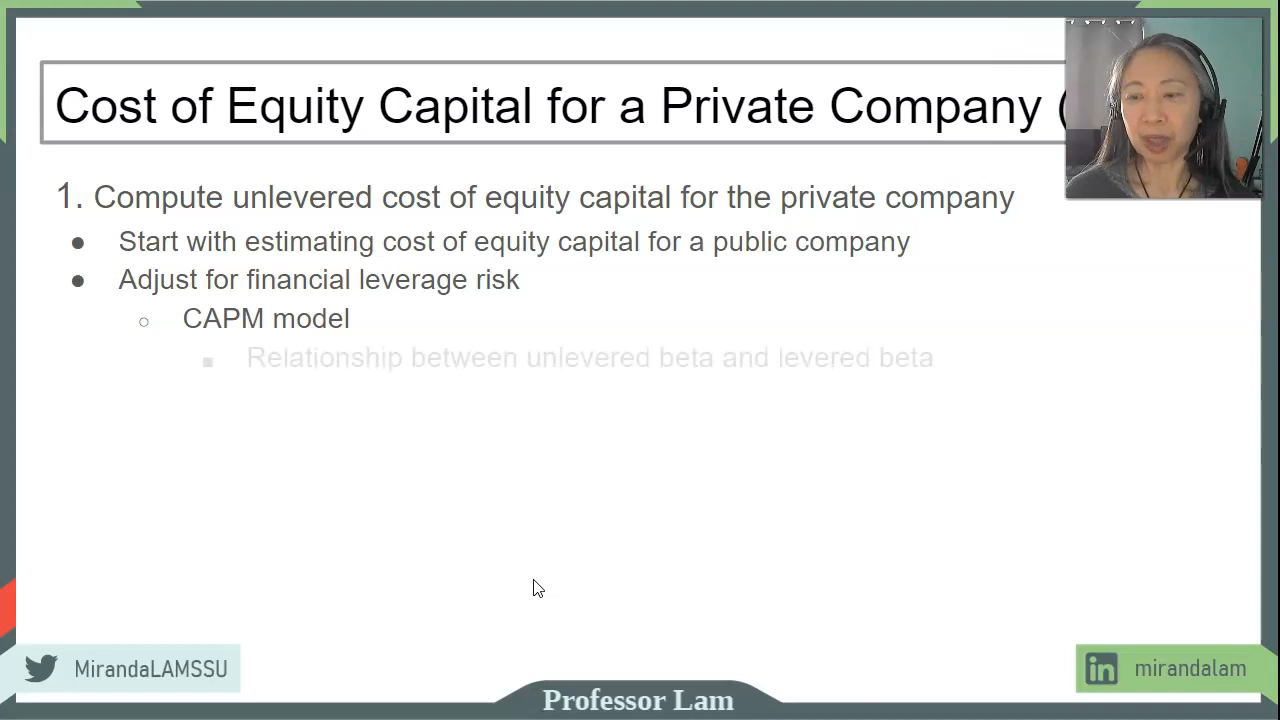 Cost of Equity Capital for a Private Company (
1. Compute unlevered cost of equity capital for the private company
● Start with estimating cost of equity capital for a public company
● Adjust for financial leverage risk
○ CAPM model
■ Relationship between unlevered beta and levered beta
MirandaLAMSSU
in mirandalam
Professor Lam